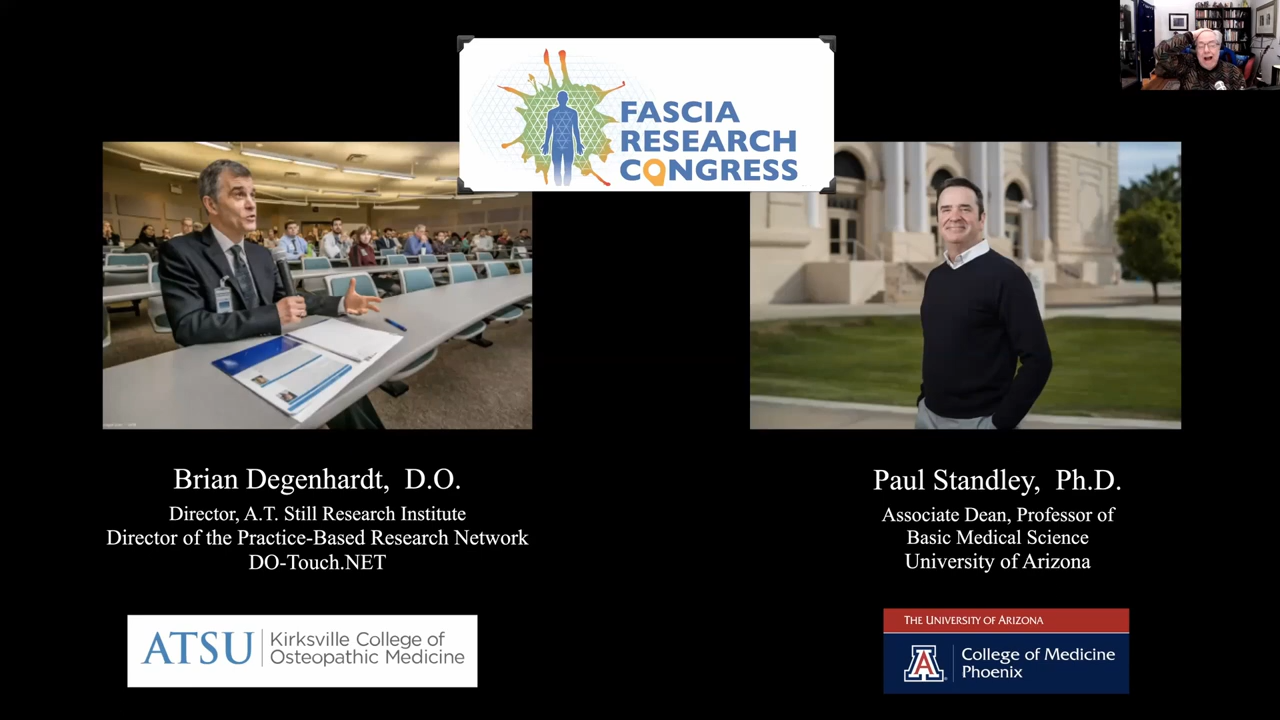 FASCIA
RESEARCH
CONGRESS
Brian Degenhardt, D.O.
Director, A.T. Still Research Institute
Director of the Practice-Based Research Network
DO-Touch.NET
ATSU
Kirksville College of
Osteopathic Medicine
Paul Standley, Ph.D.
Associate Dean, Professor of
Basic Medical Science
University of Arizona
THE UNIVERSITY OF ARIZONA
A
College of Medicine
Phoenix